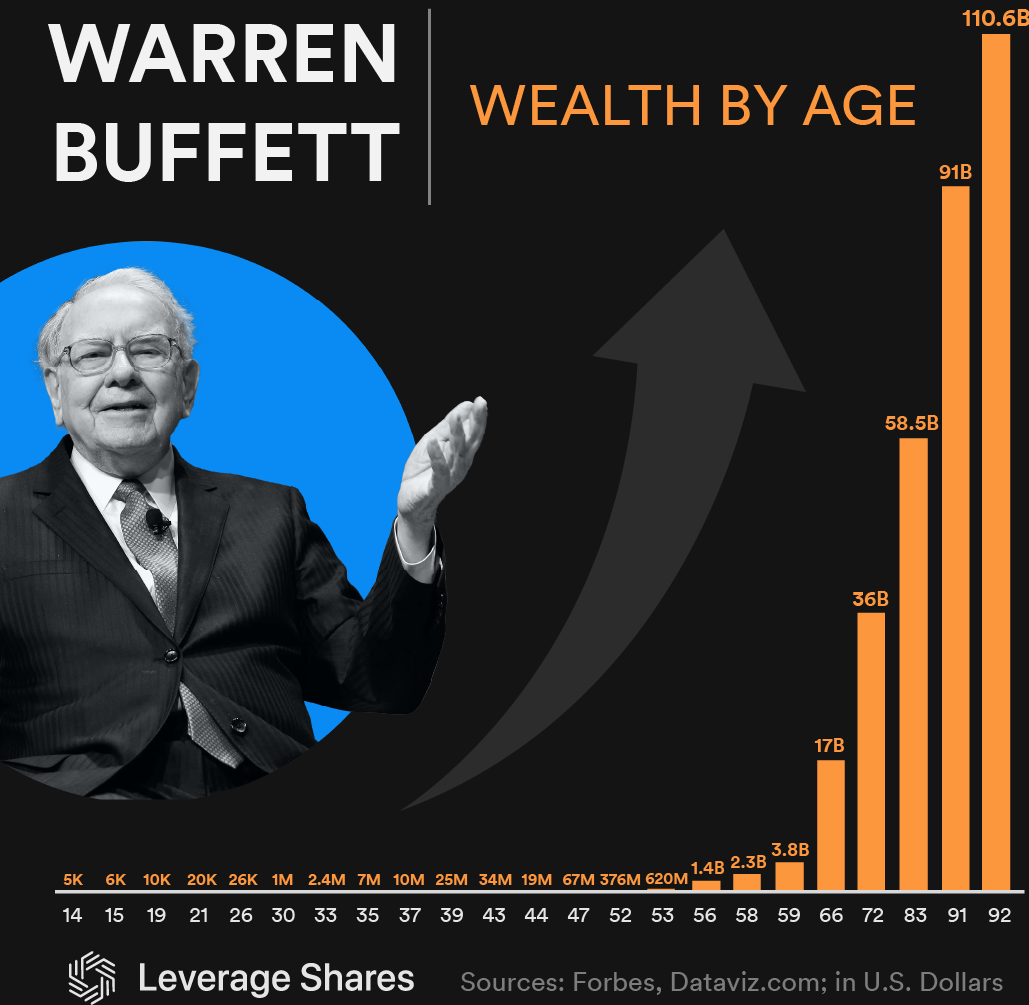 WARREN
BUFFETT
WEALTH BY AGE
110.6B
91B
58.5B
36B
17B
5K 6K 10K 20K 26K 1M 2.4M 7M 10M 25M 34M 19M 67M 376M 620M 1.4B 2.3B 3.8B
14 15 19 21 26 30 33 35 37 39 43 44 47 52 53 56 58 59 66 72 83 91 92
Leverage Shares
Sources: Forbes, Dataviz.com; in U.S. Dollars